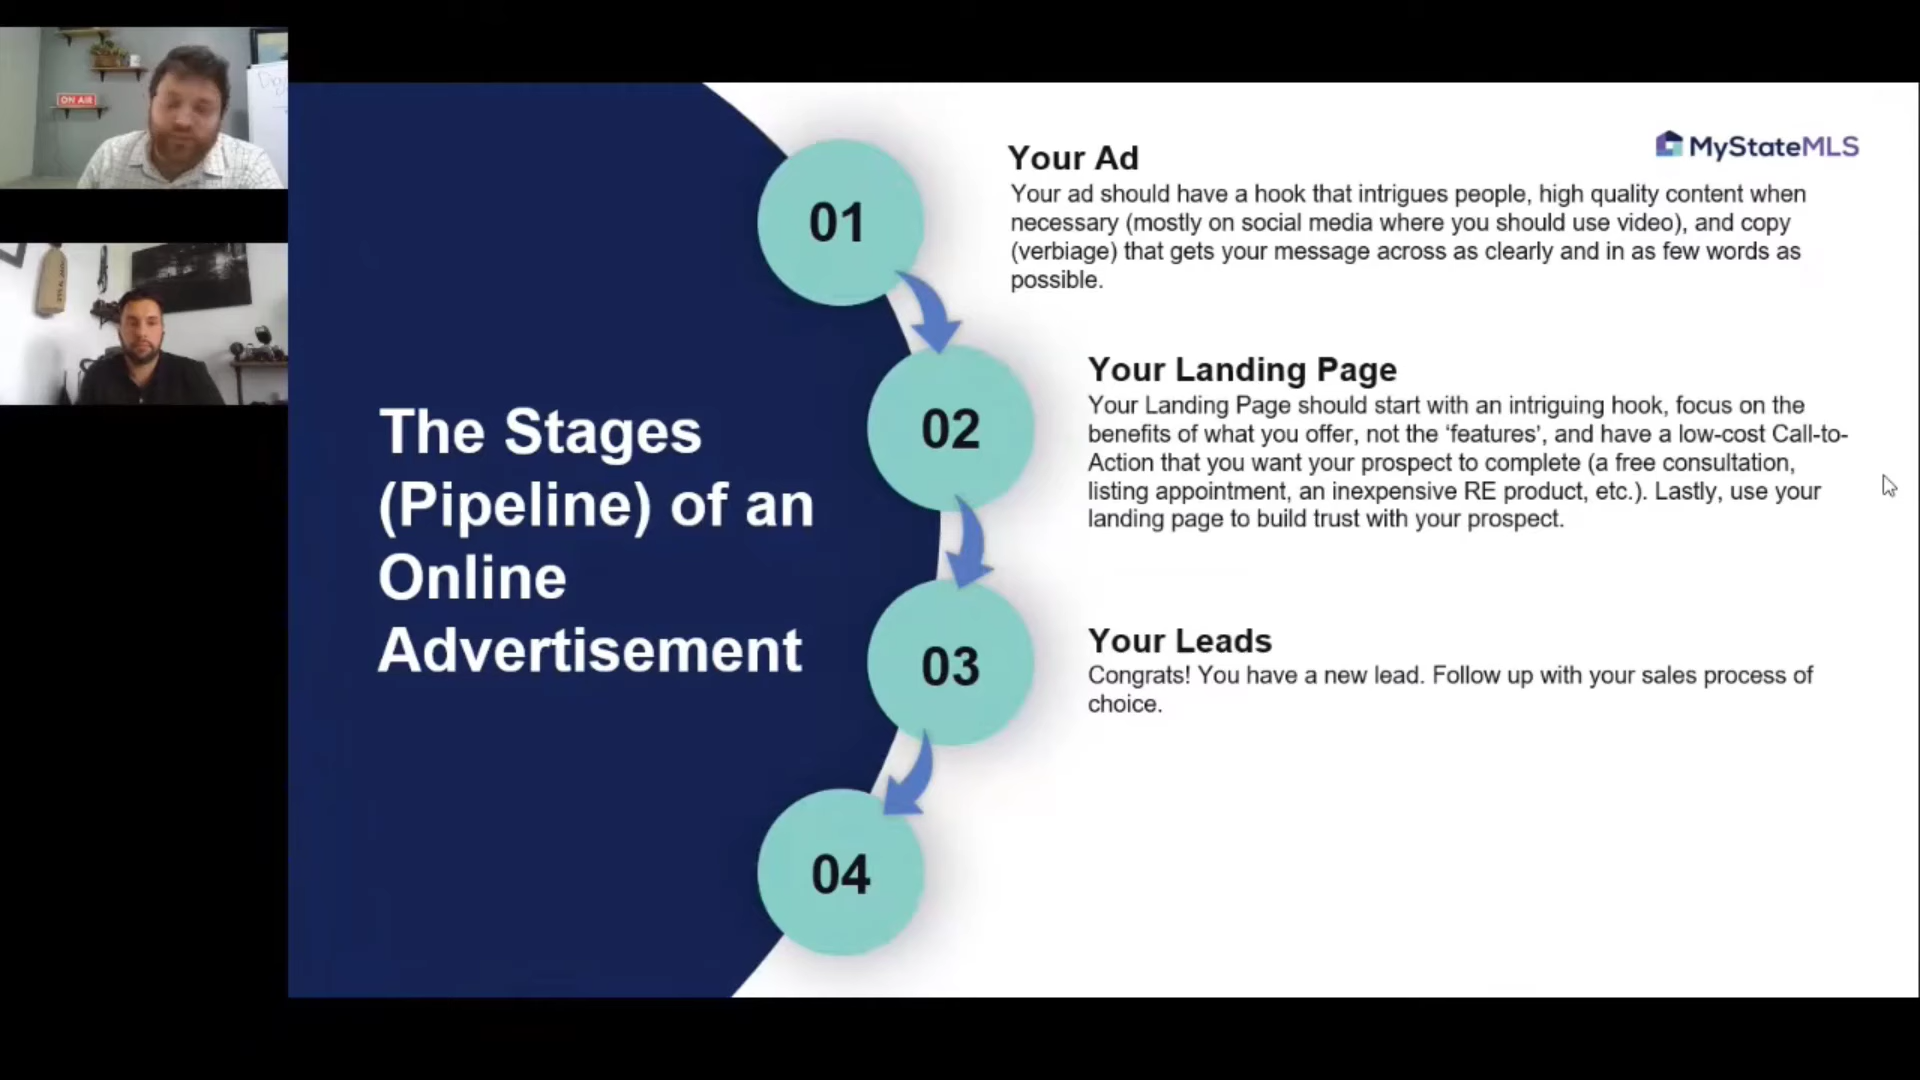 ON AIR
The Stages
(Pipeline) of an
Online
Advertisement
01
02
03
04
MyStateMLS
Your Ad
Your ad should have a hook that intrigues people, high quality content when
necessary (mostly on social media where you should use video), and copy
(verbiage) that gets your message across as clearly and in as few words as
possible.
Your Landing Page
Your Landing Page should start with an intriguing hook, focus on the
benefits of what you offer, not the ‘features’, and have a low-cost Call-to-
Action that you want your prospect to complete (a free consultation,
listing appointment, an inexpensive RE product, etc.). Lastly, use your
landing page to build trust with your prospect.
Your Leads
Congrats! You have a new lead. Follow up with your sales process of
choice.